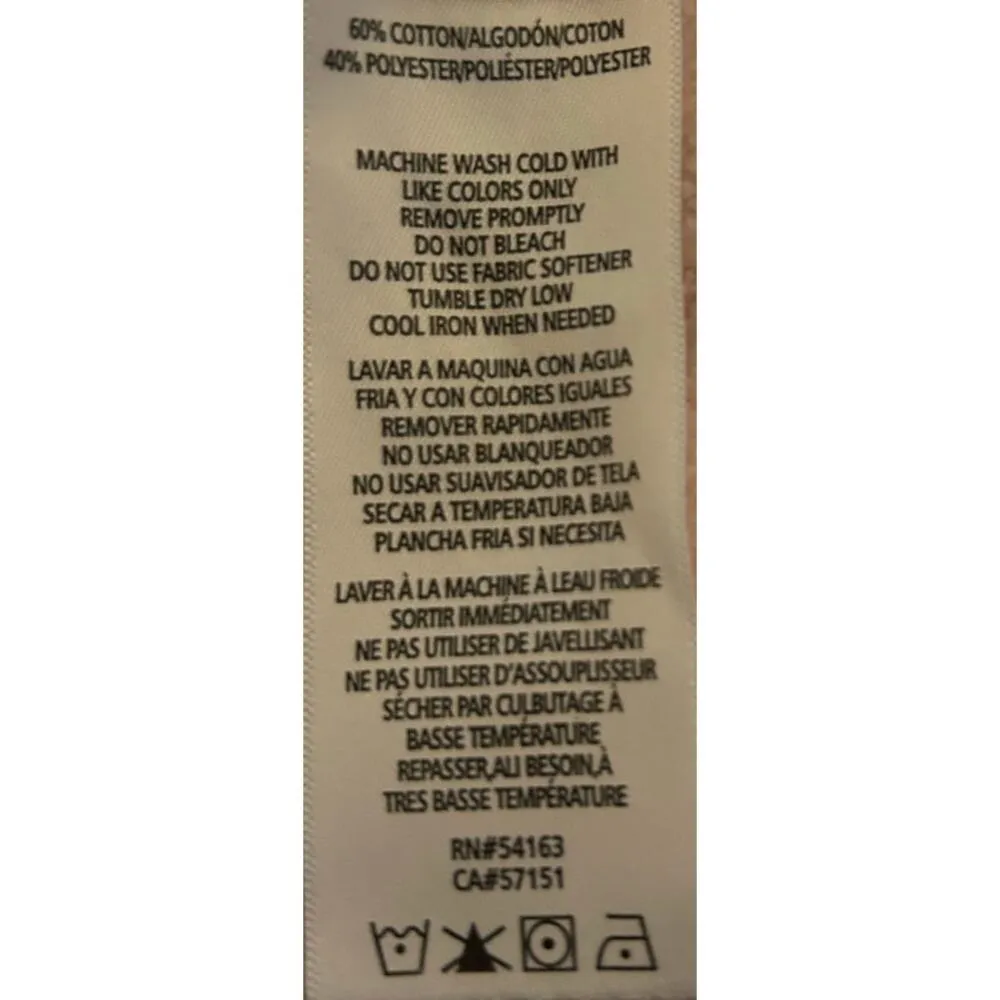 60% COTTON/ALGODÓN/COTON
40% POLYESTER/POLIÉSTER/POLYESTER
MACHINE WASH COLD WITH
LIKE COLORS ONLY
REMOVE PROMPTLY
DO NOT BLEACH
DO NOT USE FABRIC SOFTENER
TUMBLE DRY LOW
COOL IRON WHEN NEEDED
LAVAR A MAQUINA CON AGUA
FRIA Y CON COLORES IGUALES
REMOVER RAPIDAMENTE
NO USAR BLANQUEADOR
NO USAR SUAVISADOR DE TELA
SECAR A TEMPERATURA BAJA
PLANCHA FRIA SI NECESITA
LAVER À LA MACHINE À LEAU FROIDE
SORTIR IMMÉDIATEMENT
NE PAS UTILISER DE JAVELLISANT
NE PAS UTILISER D'ASSOUPLISSEUR
SÉCHER PAR CULBUTAGE À
BASSE TEMPÉRATURE
REPASSER,ALI BESOIN,À
TRES BASSE TEMPÉRATURE
RN#54163
CA#57151